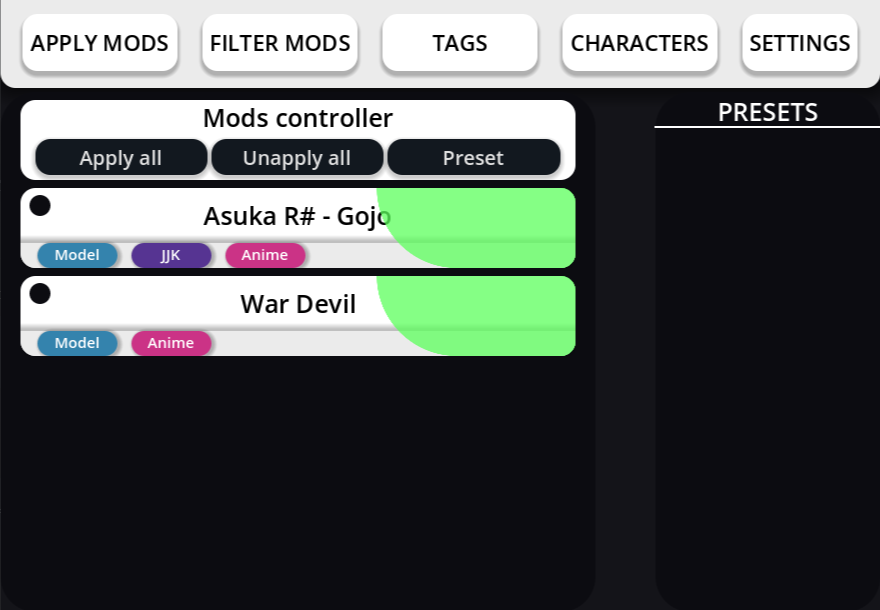 APPLY MODS FILTER MODS TAGS CHARACTERS SETTINGS
Mods controller
Apply all Unapply all Preset
Asuka R# - Gojo
Model JJK Anime
War Devil
Model Anime
PRESETS